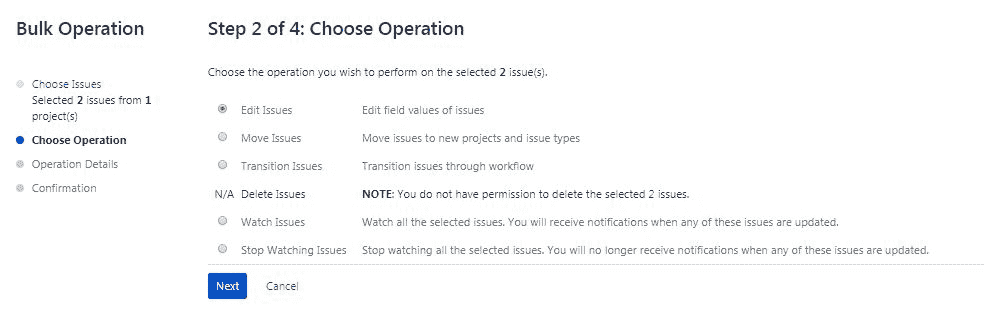 Bulk Operation
Choose Issues
Selected 2 issues from 1
project(s)
Choose Operation
Operation Details
Confirmation
Step 2 of 4: Choose Operation
Choose the operation you wish to perform on the selected 2 issue(s).
Edit Issues Edit field values of issues
Move Issues Move issues to new projects and issue types
Transition Issues Transition issues through workflow
N/A Delete Issues NOTE: You do not have permission to delete the selected 2 issues.
Watch Issues Watch all the selected issues. You will receive notifications when any of these issues are updated.
Stop Watching Issues Stop watching all the selected issues. You will no longer receive notifications when any of these issues are updated.
Next Cancel